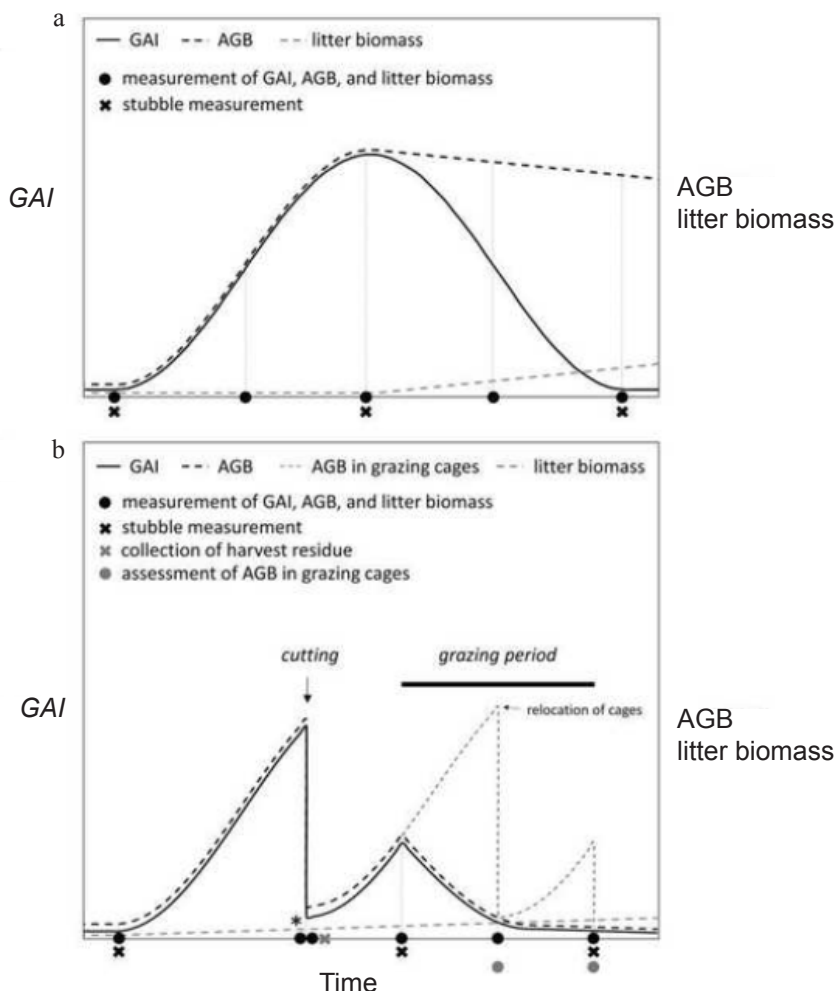 a
GAI AGB litter biomass
measurement of GAI, AGB, and litter biomass
stubble measurement
GAI
AGB
litter biomass
b
GAI AGB AGB in grazing cages litter biomass
measurement of GAI, AGB, and litter biomass
stubble measurement
collection of harvest residue
assessment of AGB in grazing cages
cutting grazing period
relocation of cages
GAI
AGB
litter biomass
*
Time